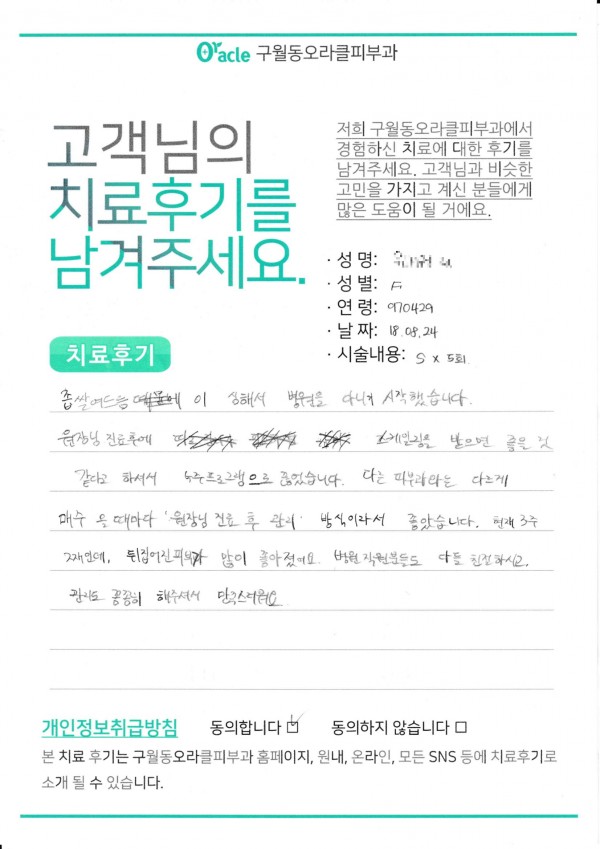 Oracle 구월동오라클피부과
고객님의
치료후기를
남겨주세요.
저희 구월동오라클피부과에서
경험하신 치료에 대한 후기를
남겨주세요. 고객님과 비슷한
고민을 가지고 계신 분들에게
많은 도움이 될 거에요.
· 성 명:
· 성 별: F
· 연 령: 970429
· 날 짜: 18.08.24
· 시술내용: S x 5회
치료후기
좁쌀여드름 이 심해서 병원을 다니기 시작했습니다.
원장님 진료후에 스케일링을 받으면 좋을 것
같다고 하셔서 5주프로그램으로 끊었습니다. 다른 피부과와는 다르게
매주 올때마다 '원장님 진료 후 관리' 방식이라서 좋았습니다. 현재 3주
차인데, 뒤집어진피부가 많이 좋아졌어요. 병원 직원분들도 다들 친절하시고,
관리도 꼼꼼히 해주셔서 만족스러워요
개인정보취급방침 동의합니다 ☑ 동의하지 않습니다 □
본 치료 후기는 구월동오라클피부과 홈페이지, 원내, 온라인, 모든 SNS 등에 치료후기로
소개 될 수 있습니다.